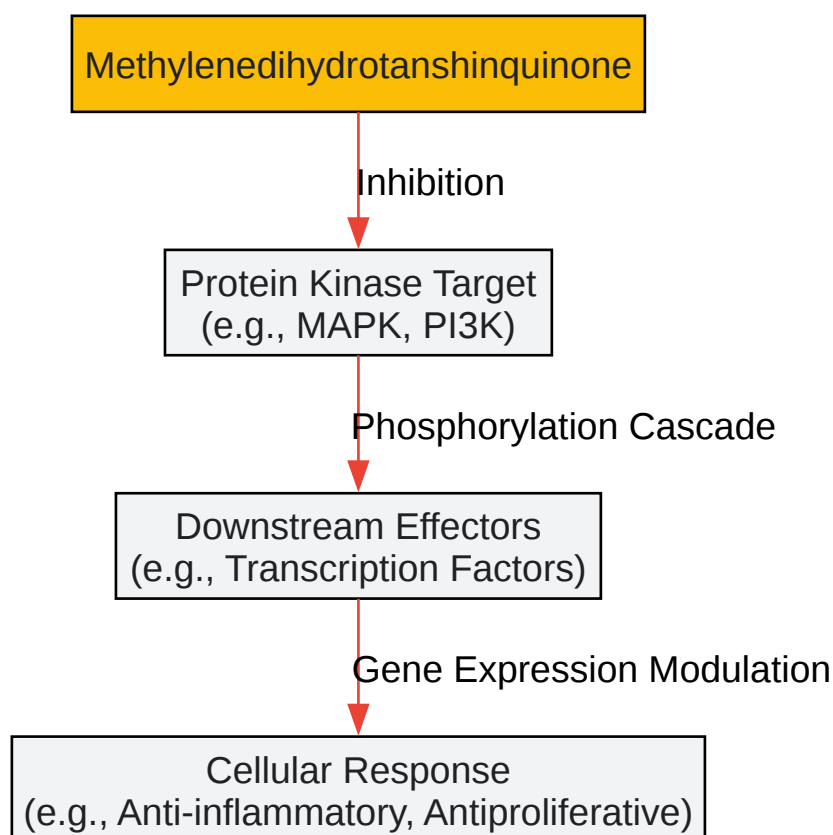 Methylenedihydrotanshinquinone
Inhibition
Protein Kinase Target
(e.g., MAPK, PI3K)
Phosphorylation Cascade
Downstream Effectors
(e.g., Transcription Factors)
Gene Expression Modulation
Cellular Response
(e.g., Anti-inflammatory, Antiproliferative)